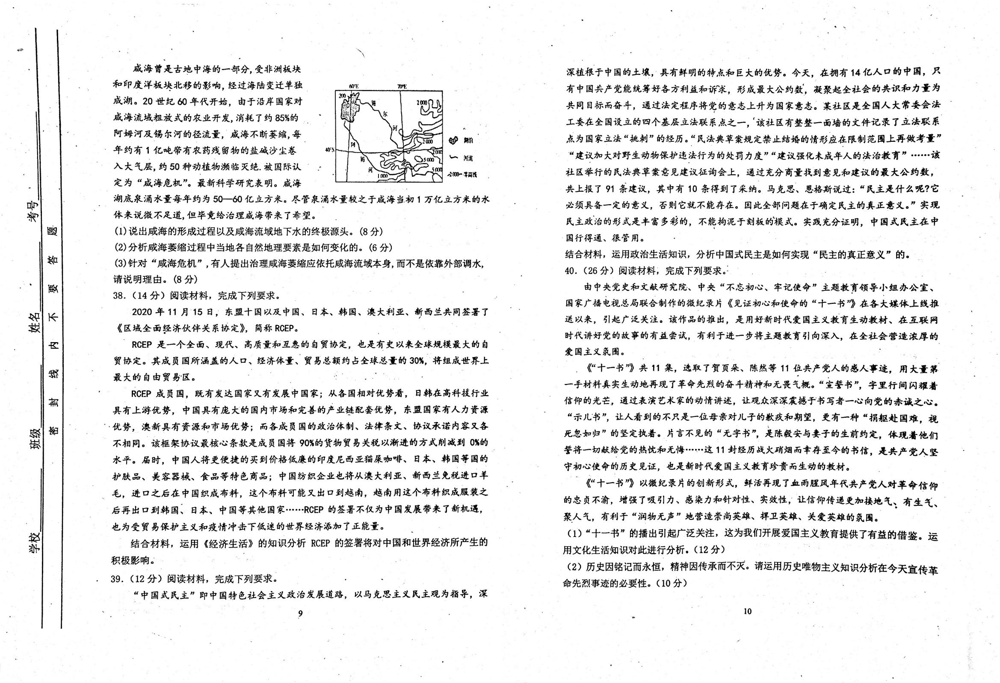 学校 班级 姓名 考号
密 封 线 内 不 要 答 题
咸海曾是古地中海的一部分,受非洲板块
和印度洋板块北移的影响,经过海陆变迁单独
成湖。20 世纪 60 年代开始，由于沿岸国家对
咸海流域粗放式的农业开发,消耗了约 85%的
阿姆河及锡尔河的径流量，咸海不断萎缩,每
年约有 1 亿吨带有农药残留物的盐碱沙尘卷
入大气层,约 50 种动植物濒临灭绝.被国际认
定为“咸海危机”。最新科学研究表明。咸海
湖底泉涌水量每年约为 50—60 亿立方米。尽管泉涌水量较之于咸海当初 1 万亿立方米的水
体来说微不足道,但毕竟给治理咸海带来了希望。
60°E 70°E
200
2 000
锡
尔
河
2 000
40°N
阿
姆
河
2 000
5 000
5 000
1 000
湖泊
河流
2 000 等高线
(1)说出咸海的形成过程以及咸海流域地下水的终极源头。(8 分)
(2)分析咸海萎缩过程中当地各自然地理要素是如何变化的。(6 分)
(3)针对“咸海危机”,有人提出治理咸海萎缩应依托咸海流域本身,而不是依靠外部调水,
请说明理由。(8 分)
38.（14 分）阅读材料，完成下列要求。
2020 年 11 月 15 日，东盟十国以及中国、日本、韩国、澳大利亚、新西兰共同签署了
《区域全面经济伙伴关系协定》，简称 RCEP。
RCEP 是一个全面、现代、高质量和互惠的自贸协定，也是有史以来全球规模最大的自
贸协定。其成员国所涵盖的人口、经济体量、贸易总额约占全球总量的 30%，将组成世界上
最大的自由贸易区。
RCEP 成员国，既有发达国家又有发展中国家；从各国相对优势看，日韩在高科技行业
具有上游优势，中国具有庞大的国内市场和完善的产业链配套优势，东盟国家有人力资源
优势，澳新具有资源和市场优势；而各成员国的政治体制、法律条文、协议承诺内容又各
不相同。该框架协议最核心条款是成员国将 90%的货物贸易关税以渐进的方式削减到 0%的
水平。届时，中国人将更便捷的买到价格低廉的印度尼西亚猫屎咖啡、日本、韩国等国的
护肤品、美容器械、食品等特色商品；中国纺织企业也将从澳大利亚、新西兰免税进口羊
毛，进口之后在中国织成布料，这个布料可能又出口到越南，越南用这个布料织成服装之
后再出口到韩国、日本、中国等其他国家……RCEP 的签署不仅为中国发展带来了新机遇，
也为受贸易保护主义和疫情冲击下低迷的世界经济添加了正能量。
结合材料，运用《经济生活》的知识分析 RCEP 的签署将对中国和世界经济所产生的
积极影响。
39.（12 分）阅读材料，完成下列要求。
“中国式民主”即中国特色社会主义政治发展道路，以马克思主义民主观为指导，深
9
深植根于中国的土壤，具有鲜明的特点和巨大的优势。今天，在拥有 14 亿人口的中国，只
有中国共产党能统筹好各方利益和诉求，形成最大公约数，凝聚起全社会的共识和力量为
共同目标而奋斗，通过法定程序将党的意志上升为国家意志。某社区是全国人大常委会法
工委在全国设立的四个基层立法联系点之一，该社区有整整一面墙的文件记录了立法联系
点为国家立法“挑刺”的经历。“民法典草案规定禁止结婚的情形应在限制范围上再做考量”
“建议加大对野生动物保护违法行为的处罚力度”“建议强化未成年人的法治教育”……该
社区举行的民法典草案意见建议征询会上，通过充分商量找到意见和建议的最大公约数，
共上报了 91 条建议，其中有 10 条得到了采纳。马克思、恩格斯说过：“民主是什么呢?它
必须具备一定的意义，否则它就不能存在。因此全部问题在于确定民主的真正意义。”实现
民主政治的形式是丰富多彩的，不能拘泥于刻板的模式。实践充分证明，中国式民主在中
国行得通、很管用。
结合材料，运用政治生活知识，分析中国式民主是如何实现“民主的真正意义”的。
40.（26 分）阅读材料，完成下列要求。
由中央党史和文献研究院、中央“不忘初心、牢记使命”主题教育领导小组办公室、
国家广播电视总局联合制作的微纪录片《见证初心和使命的“十一书”》在各大媒体上线推
送以来，引起广泛关注。该作品的推出，是用好新时代爱国主义教育生动教材、在互联网
时代讲好党的故事的有益尝试，有利于进一步将主题教育引向深入，在全社会营造浓厚的
爱国主义氛围。
《“十一书”》共 11 集，选取了贺页朵、陈然等 11 位共产党人的感人事迹，用大量第
一手材料真实生动地再现了革命先烈的奋斗精神和无畏气概。“宣誓书”，字里行间闪耀着
信仰的光芒，通过表演艺术家的动情讲述，让观众深深震撼于书写者一心向党的赤诚之心。
“示儿书”，让人看到的不只是一位母亲对儿子的歉疚和期望，更有一种“捐躯赴国难，视
死忽如归”的坚定执着。片言不见的“无字书”，是陈毅安与妻子的生前约定，体现着他们
誓将一切献给党的热忱和无悔……这 11 封经历战火硝烟而幸存至今的书信，是共产党人坚
守初心使命的历史见证，也是新时代爱国主义教育珍贵而生动的教材。
《“十一书”》以微纪录片的创新形式，鲜活再现了血雨腥风年代共产党人对革命信仰
的忠贞不渝，增强了吸引力、感染力和针对性、实效性，让信仰传递更加接地气、有生气、
聚人气，有利于“润物无声”地营造崇尚英雄、捍卫英雄、关爱英雄的氛围。
（1）“十一书”的播出引起广泛关注，这为我们开展爱国主义教育提供了有益的借鉴。运
用文化生活知识对此进行分析。（12 分）
（2）历史因铭记而永恒，精神因传承而不灭。请运用历史唯物主义知识分析在今天宣传革
命先烈事迹的必要性。（10 分）
10